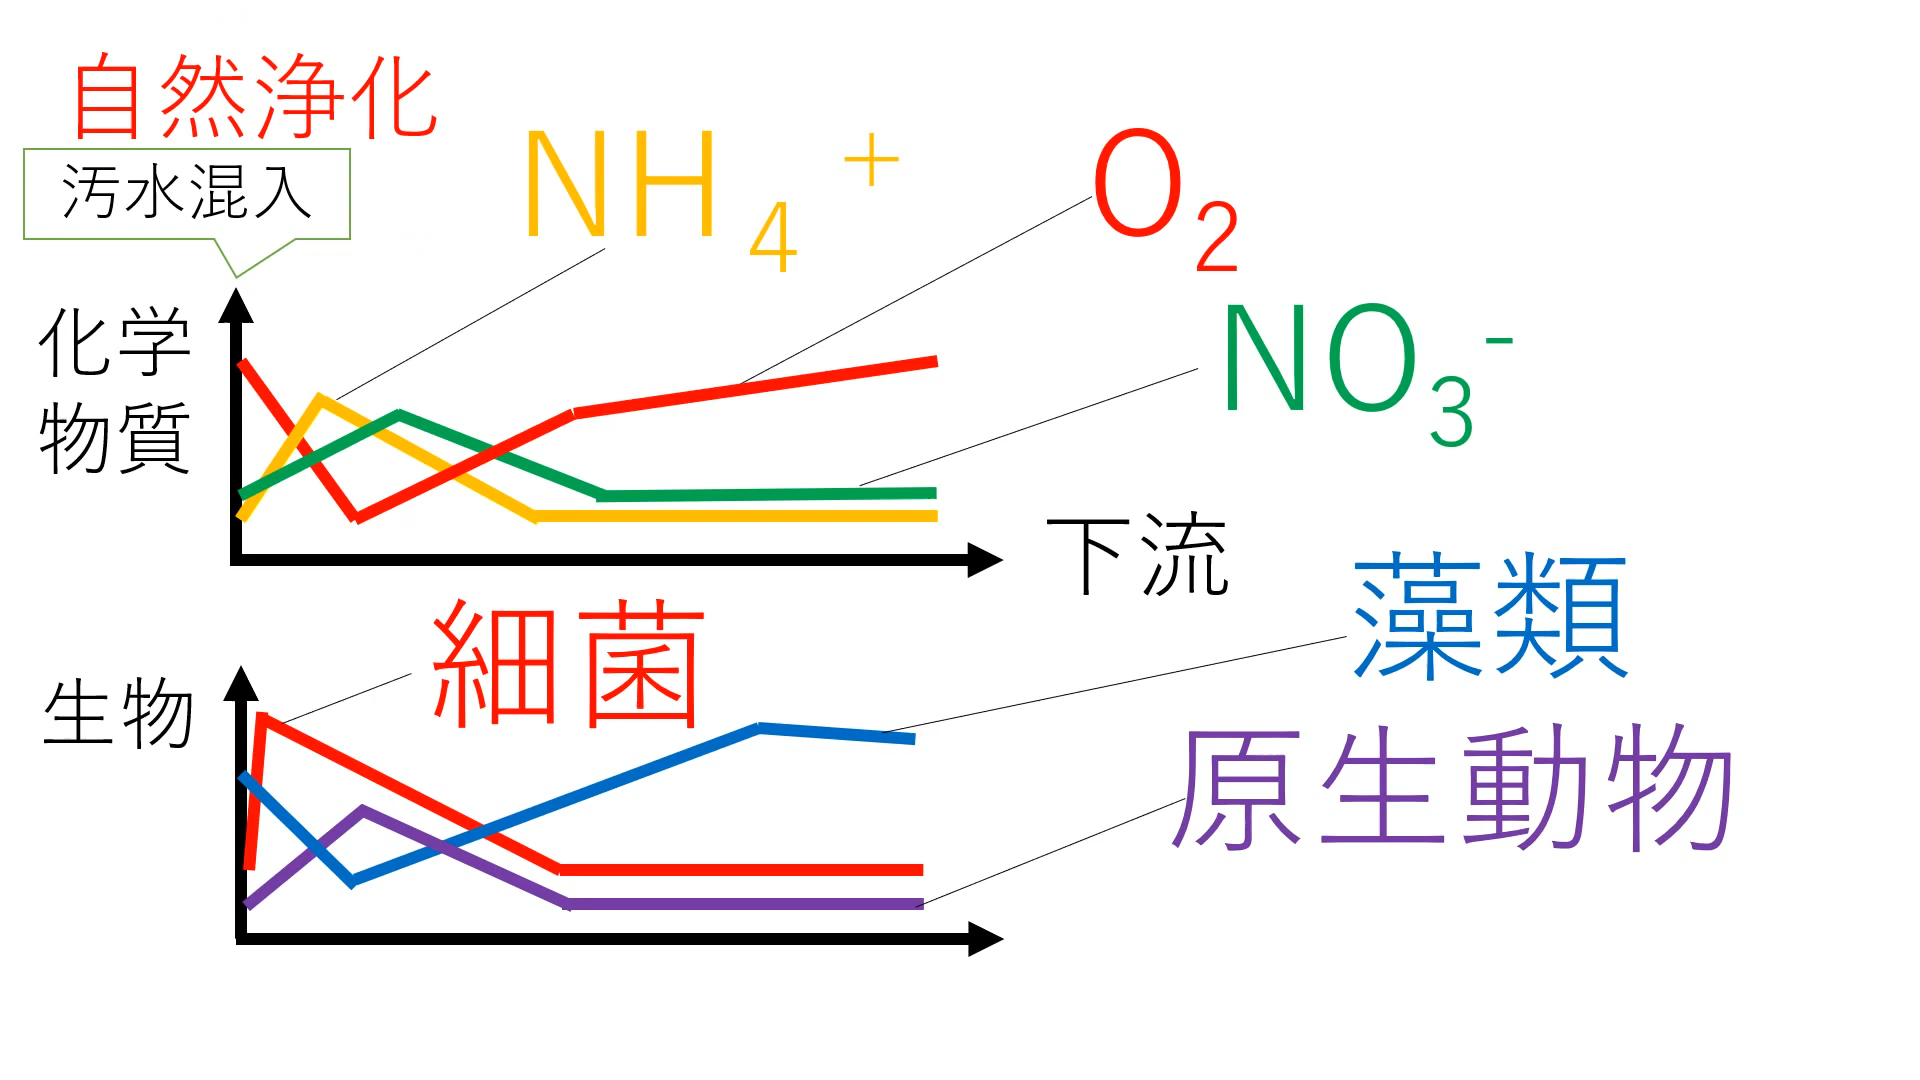 自然浄化
汚水混入
NH₄⁺
O₂
化学
物質
NO₃⁻
下流
細菌
藻類
生物
原生動物